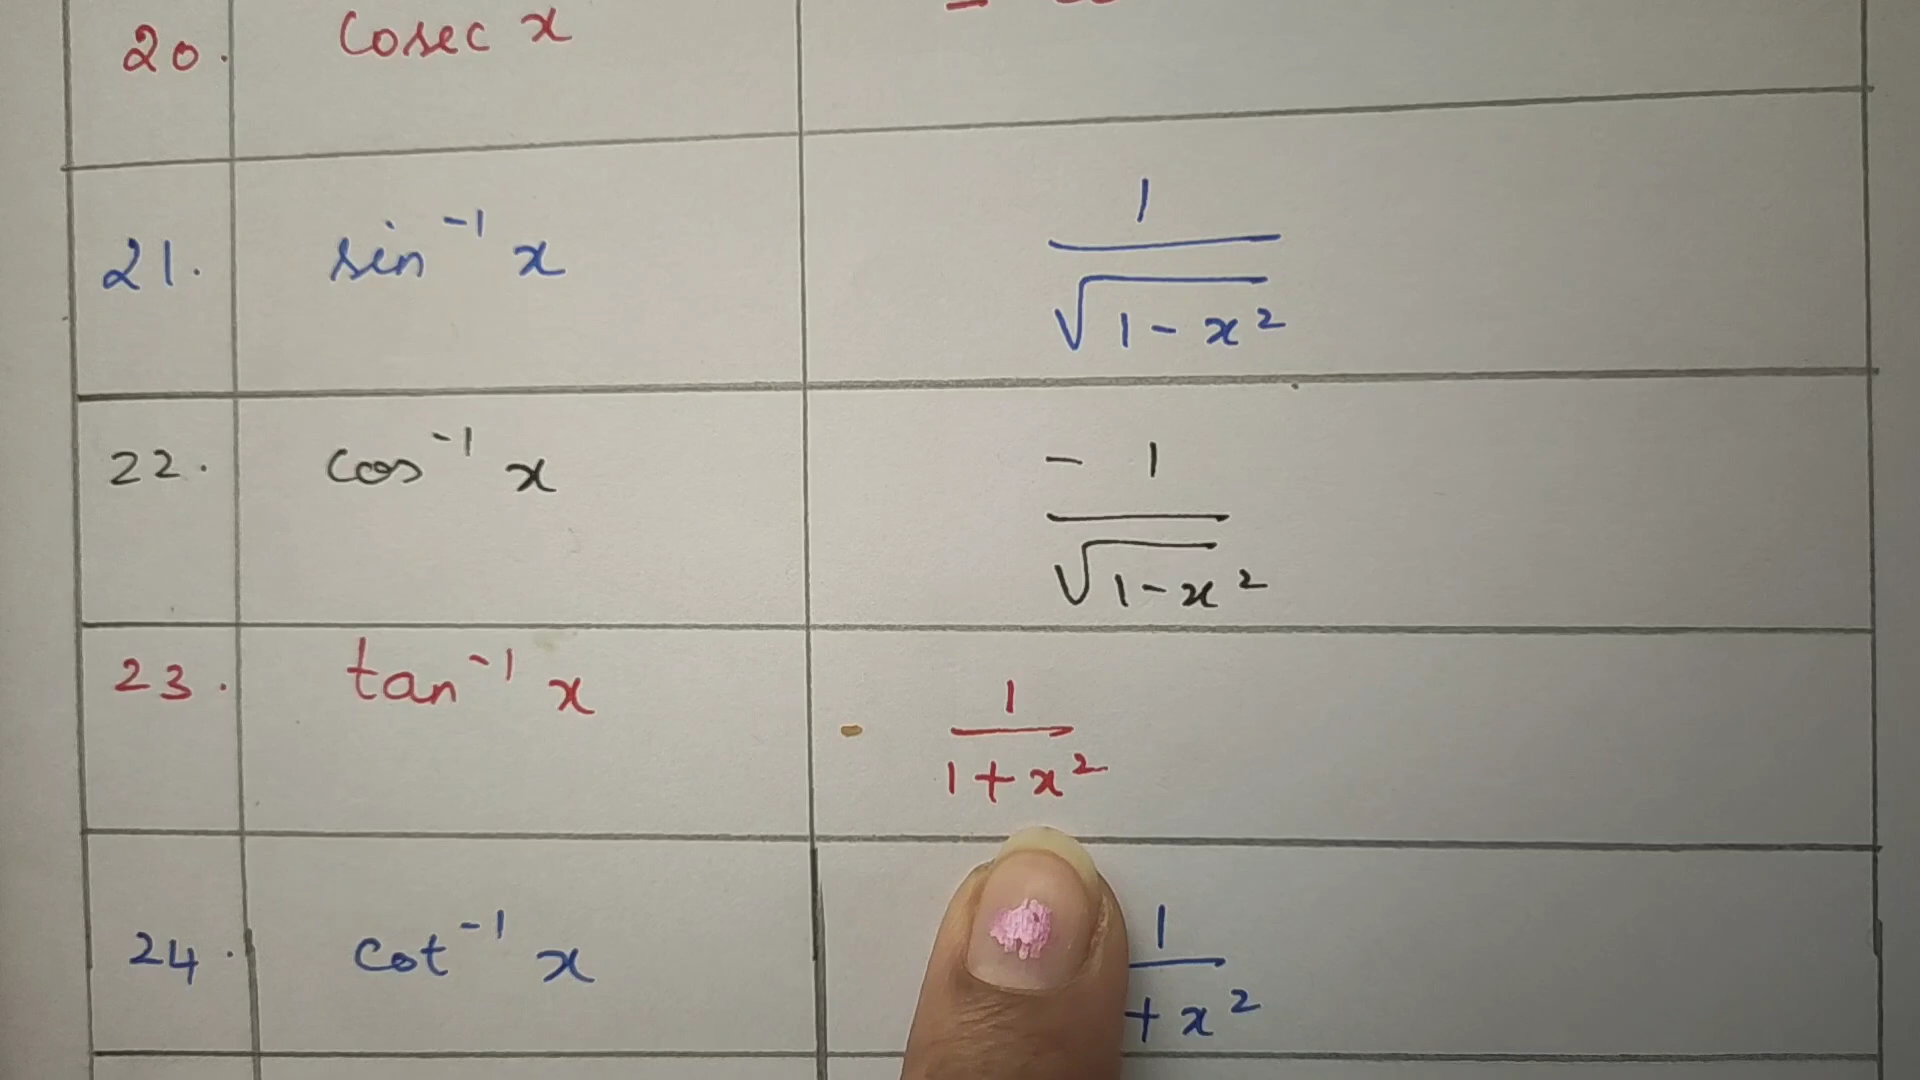 20. Cosec x
21. sin⁻¹ x 1/√(1-x²)
22. cos⁻¹ x -1/√(1-x²)
23. tan⁻¹ x 1/(1+x²)
24. cot⁻¹ x 1/ +x²